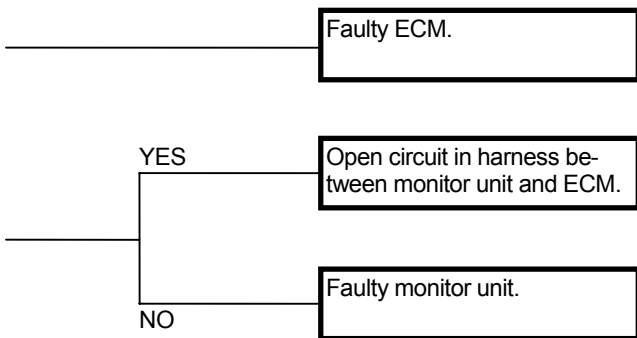 Faulty ECM.
YES
Open circuit in harness be-
tween monitor unit and ECM.
Faulty monitor unit.
NO